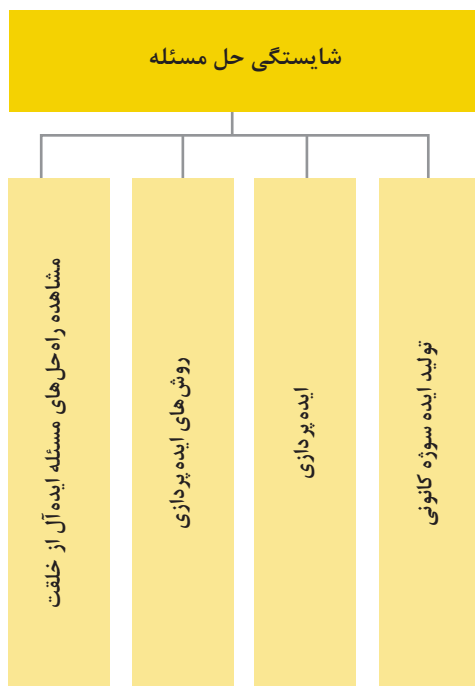 شایستگی حل مسئله
تولید ایده سوژه کانونی
ایده پردازی
روش‌های ایده پردازی
مشاهده راه‌حل‌های مسئله ایده‌آل از خلقت